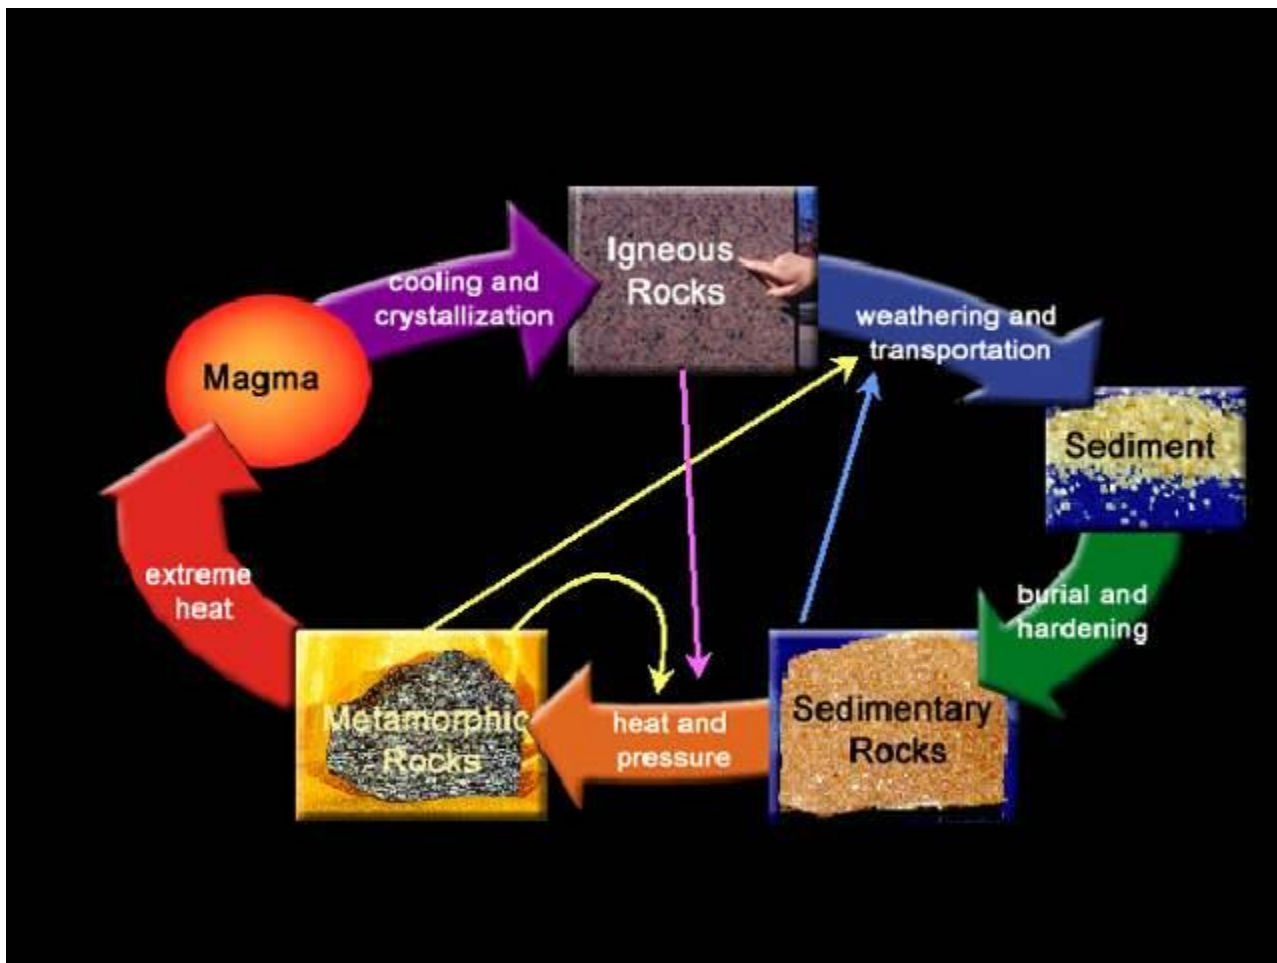 Igneous
Rocks
cooling and
crystallization
weathering and
transportation
Magma
Sediment
extreme
heat
burial and
hardening
Metamorphic
Rocks
heat and
pressure
Sedimentary
Rocks